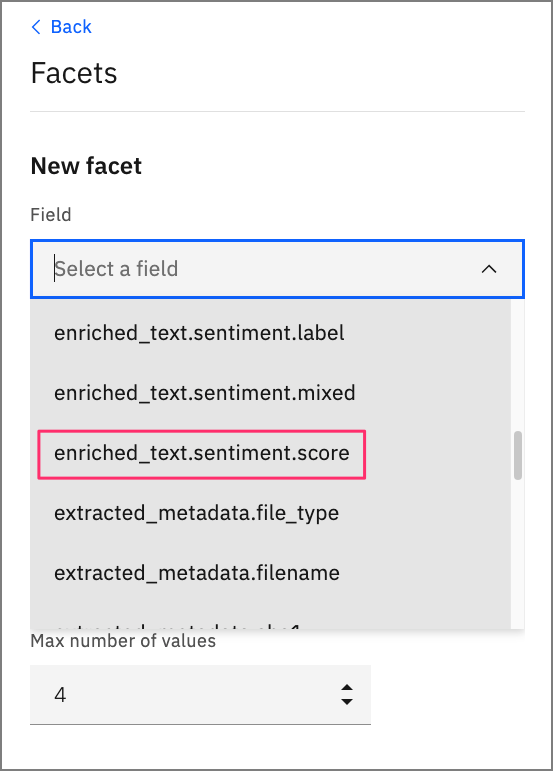 Back
Facets
New facet
Field
Select a field
enriched_text.sentiment.label
enriched_text.sentiment.mixed
enriched_text.sentiment.score
extracted_metadata.file_type
extracted_metadata.filename
Max number of values
4